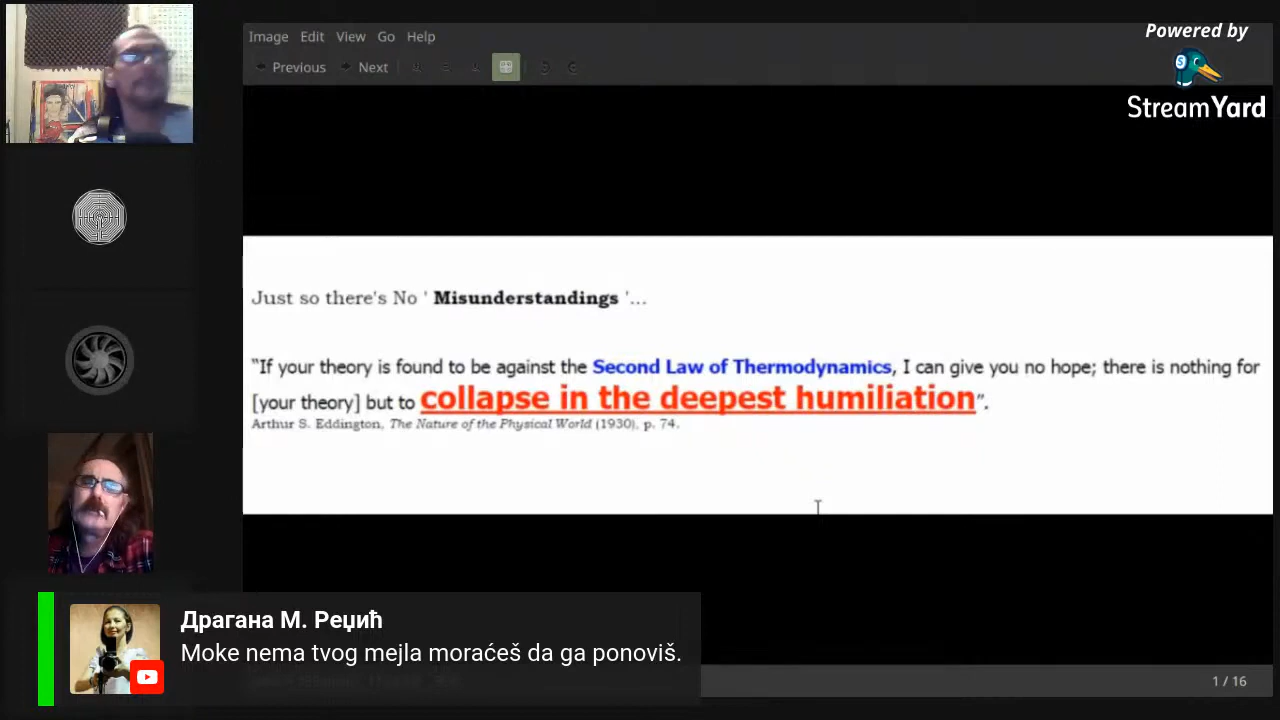 Powered by
StreamYard
Image Edit View Go Help
Previous Next
Just so there's No ' Misunderstandings '...
“If your theory is found to be against the Second Law of Thermodynamics, I can give you no hope; there is nothing for
[your theory] but to collapse in the deepest humiliation”.
Arthur S. Eddington, The Nature of the Physical World (1930), p. 74.
Драгана М. Реџић
Moke nema tvog mejla moraćeš da ga ponoviš.
1 / 16